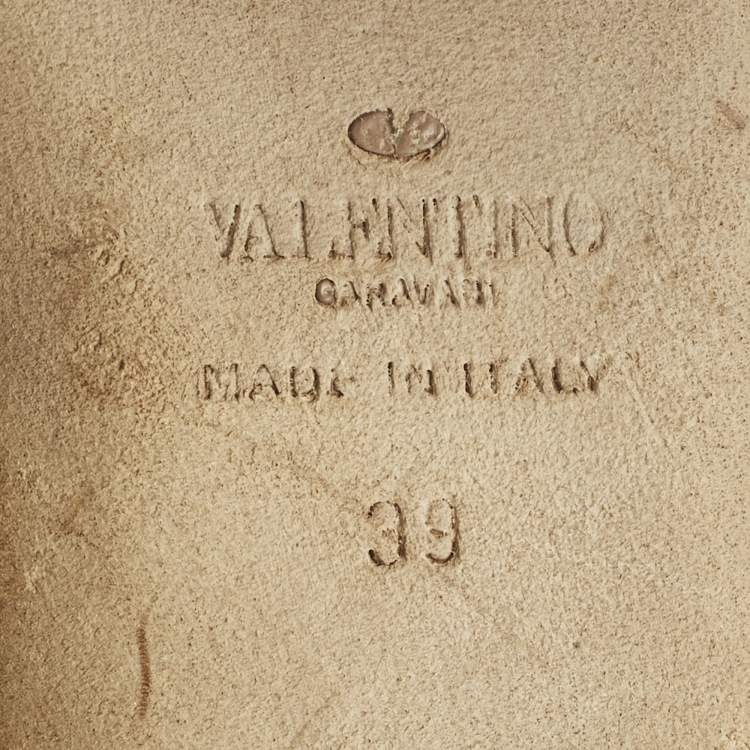 VALENTINO
GARAVANI
MADE IN ITALY
39